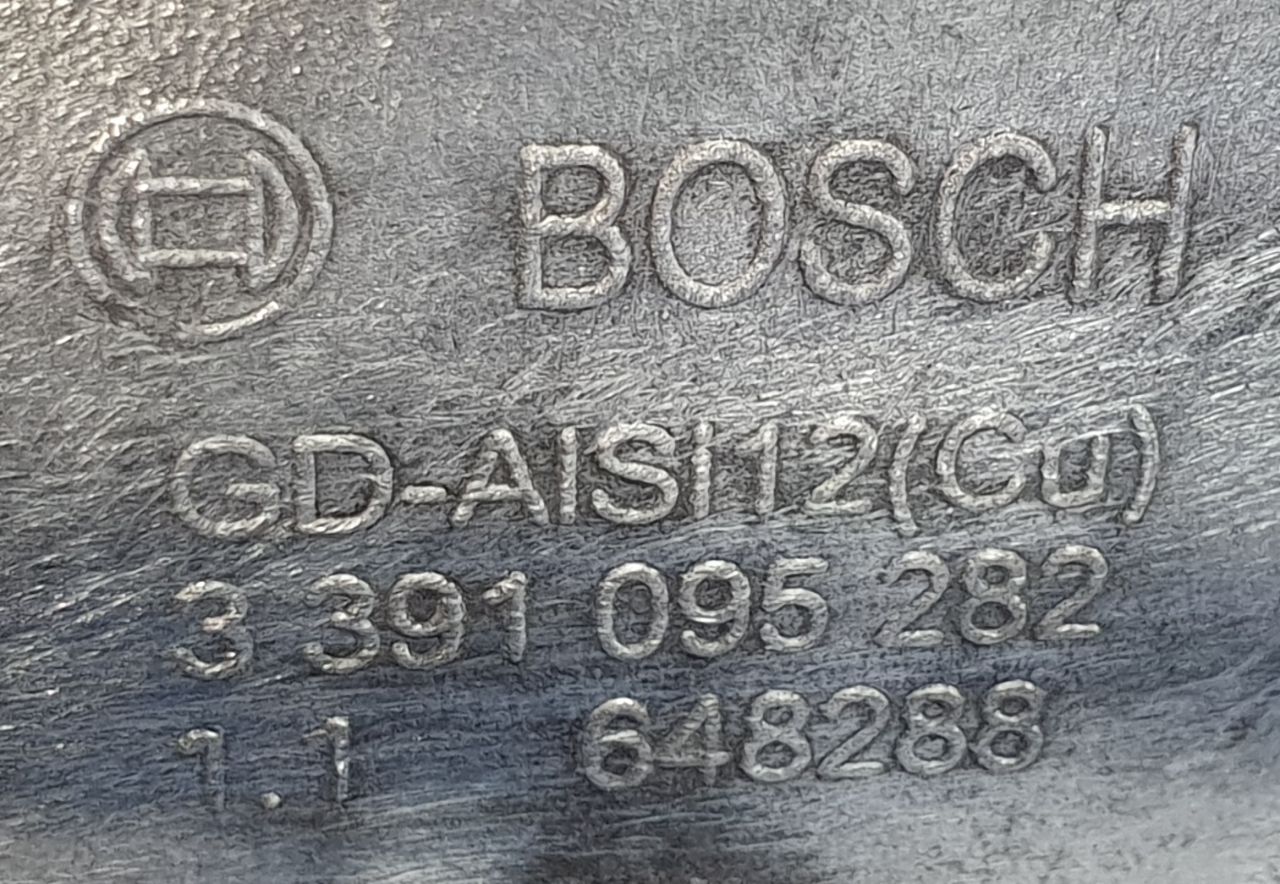 BOSCH
GD-AlSi12(Cu)
3 391 095 282
1.1 648288